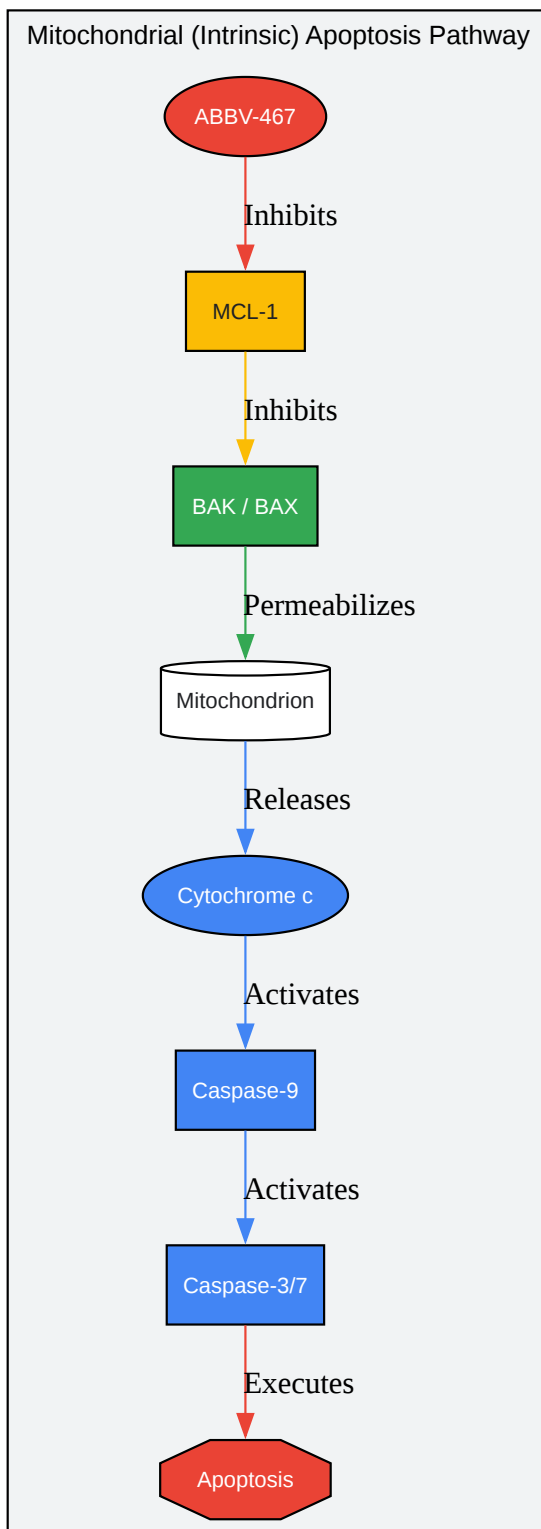 Mitochondrial (Intrinsic) Apoptosis Pathway
ABBV-467
Inhibits
MCL-1
Inhibits
BAK / BAX
Permeabilizes
Mitochondrion
Releases
Cytochrome c
Activates
Caspase-9
Activates
Caspase-3/7
Executes
Apoptosis